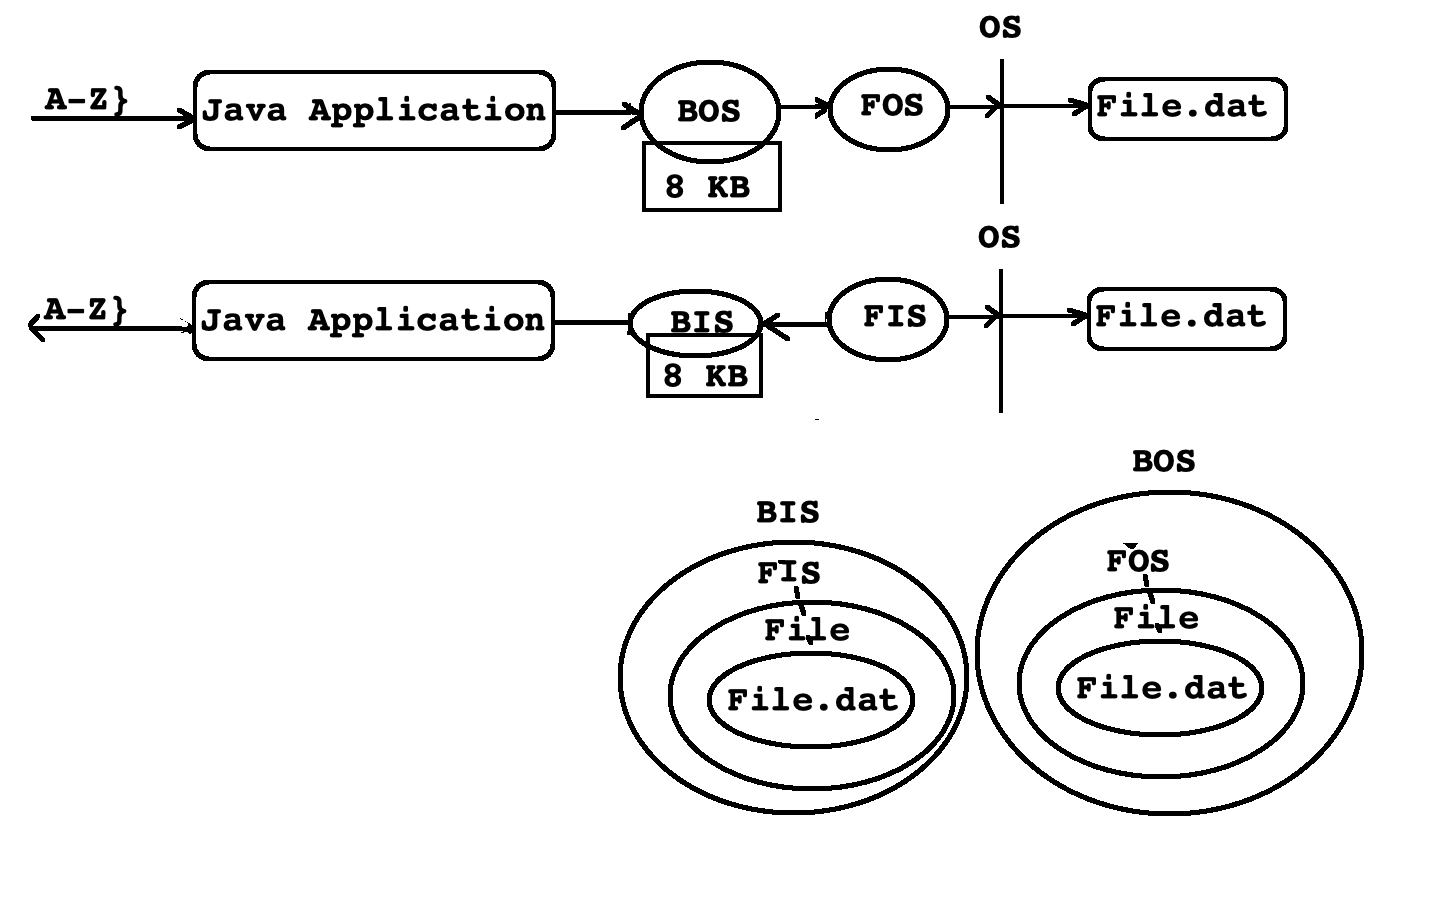 OS
A-Z}
Java Application
BOS
FOS
File.dat
8 KB
OS
A-Z}
Java Application
BIS
FIS
File.dat
8 KB
BIS
FIS
File
File.dat
BOS
FOS
File
File.dat